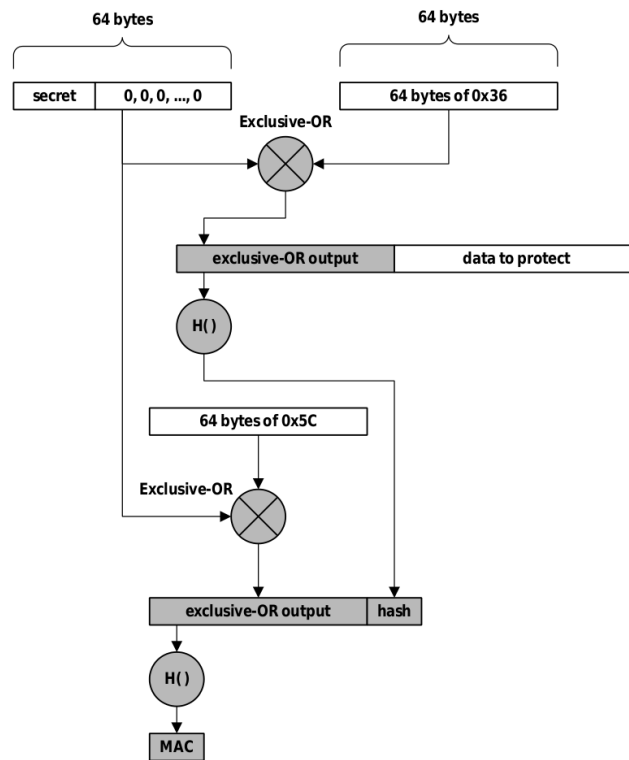 64 bytes
64 bytes
secret
0, 0, 0, ..., 0
64 bytes of 0x36
Exclusive-OR
exclusive-OR output
data to protect
H( )
64 bytes of 0x5C
Exclusive-OR
exclusive-OR output
hash
H( )
MAC